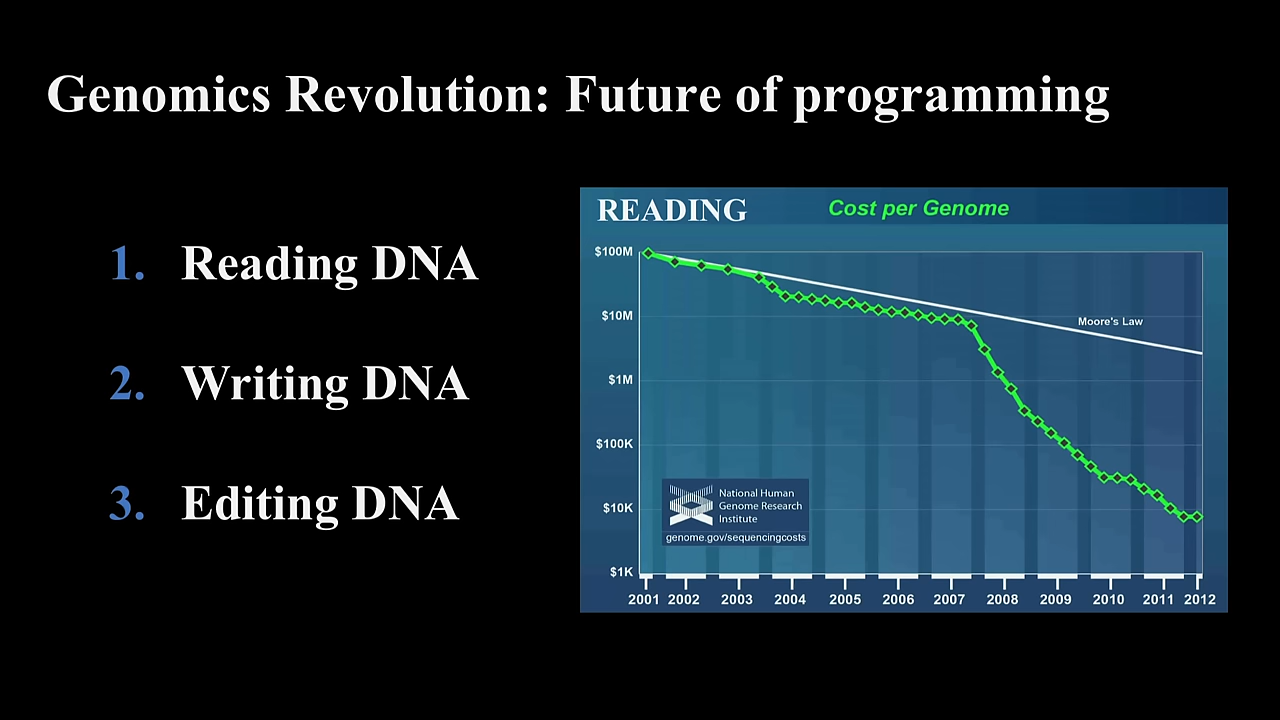 Genomics Revolution: Future of programming
1. Reading DNA
2. Writing DNA
3. Editing DNA
READING
Cost per Genome
$100M
$10M
$1M
$100K
$10K
$1K
Moore's Law
National Human
Genome Research
Institute
genome.gov/sequencingcosts
2001 2002 2003 2004 2005 2006 2007 2008 2009 2010 2011 2012